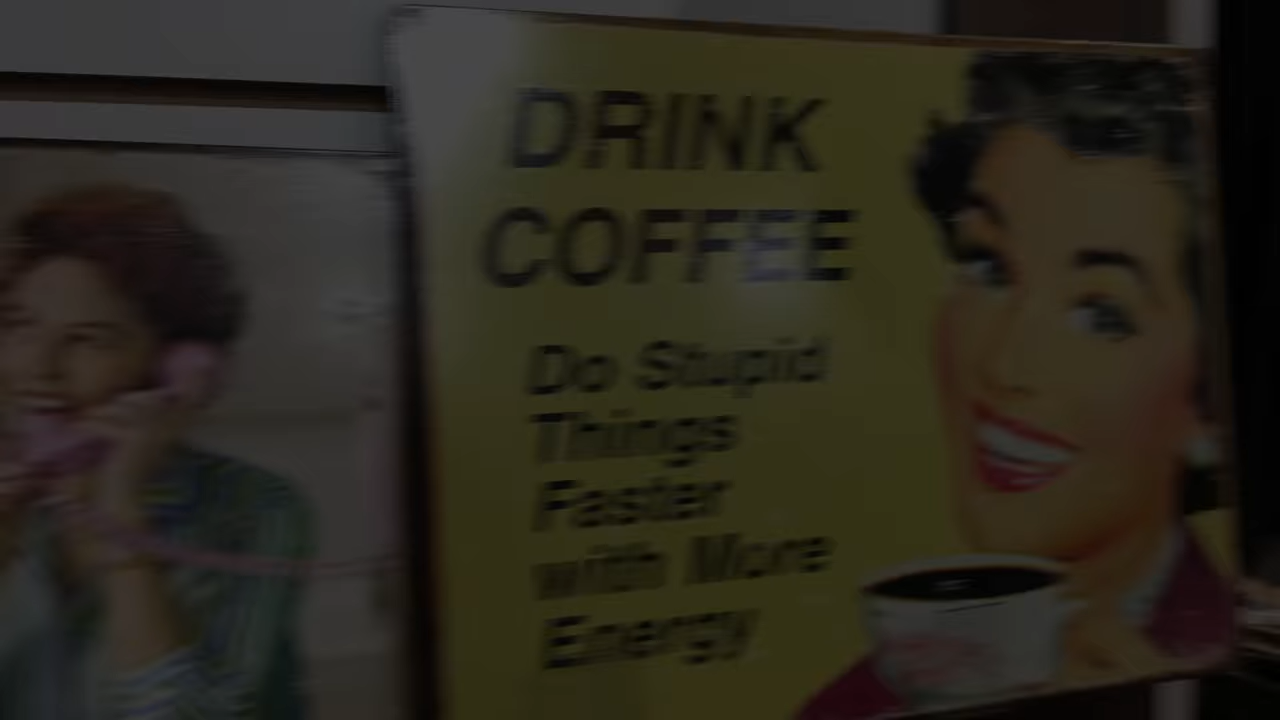 DRINK
COFFEE
Do Stupid
Things
Faster
with More
Energy